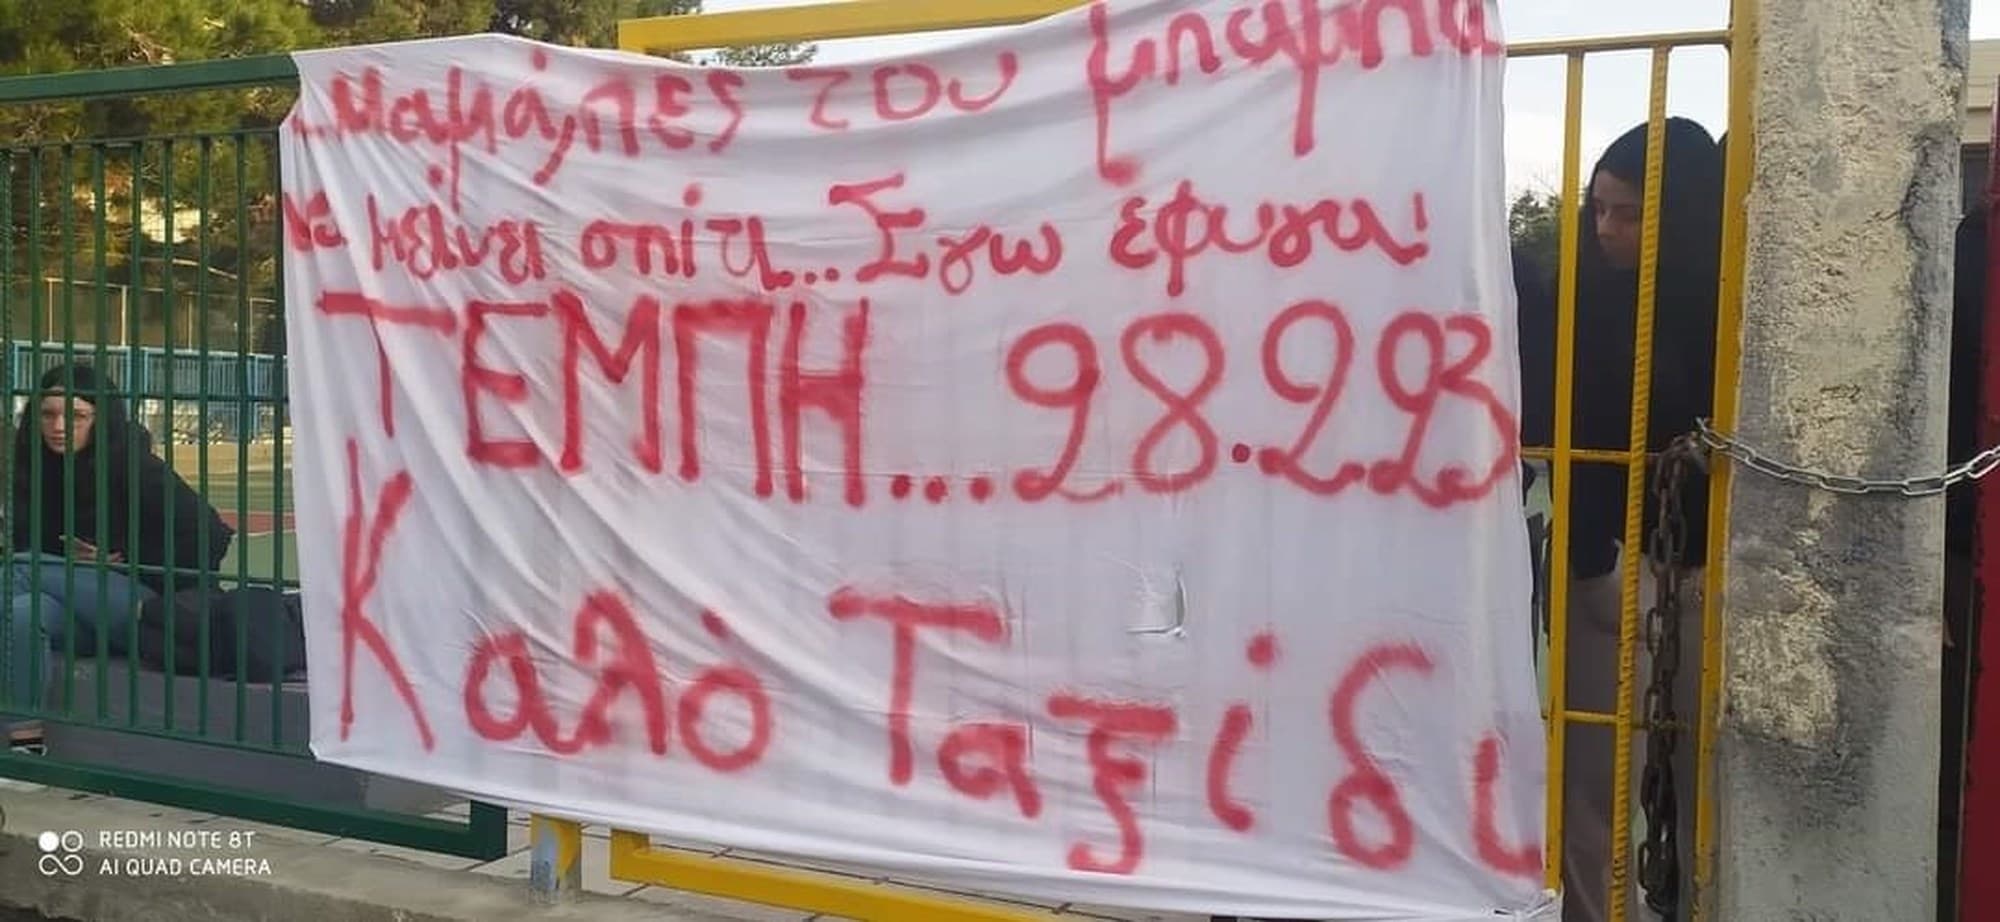 ...Μαμά, πες του μπαμπά
να μείνει σπίτι... Εγω έφυγα!
ΤΕΜΠΗ... 28.2.23
Καλό Ταξίδι
REDMI NOTE 8T
AI QUAD CAMERA